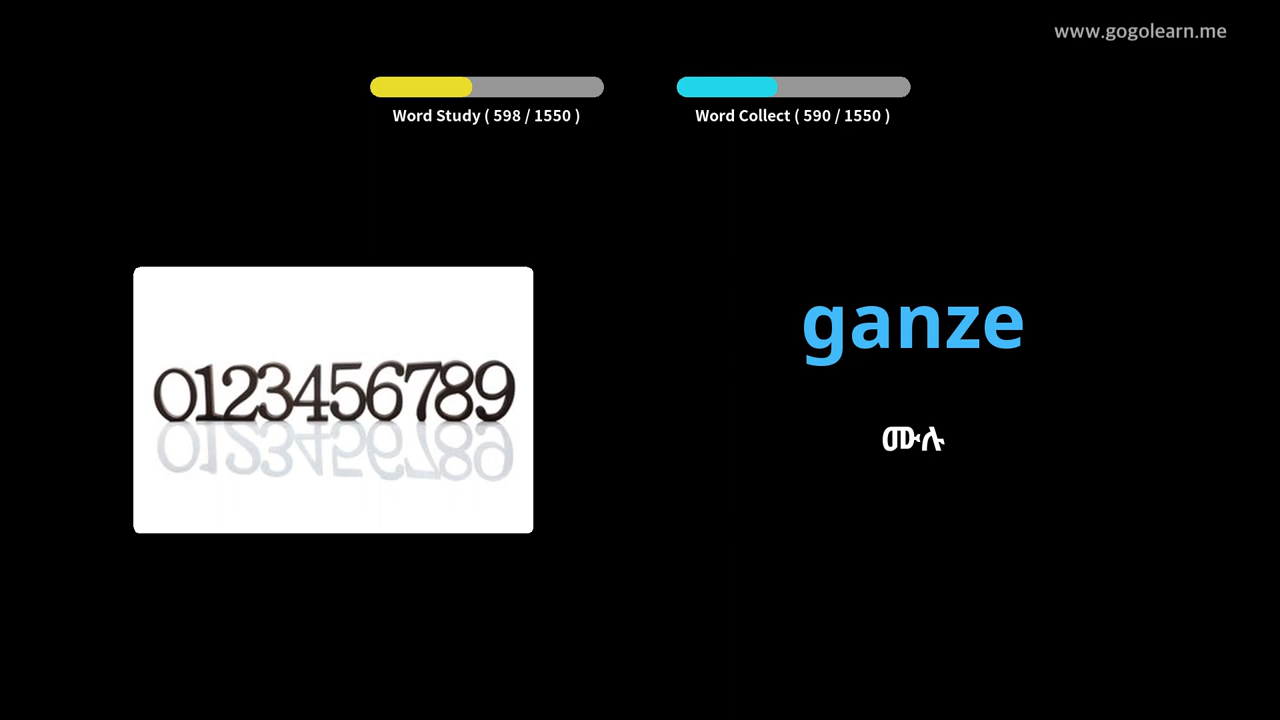 www.gogolearn.me
Word Study ( 598 / 1550 )
Word Collect ( 590 / 1550 )
0123456789
ganze
ሙሉ